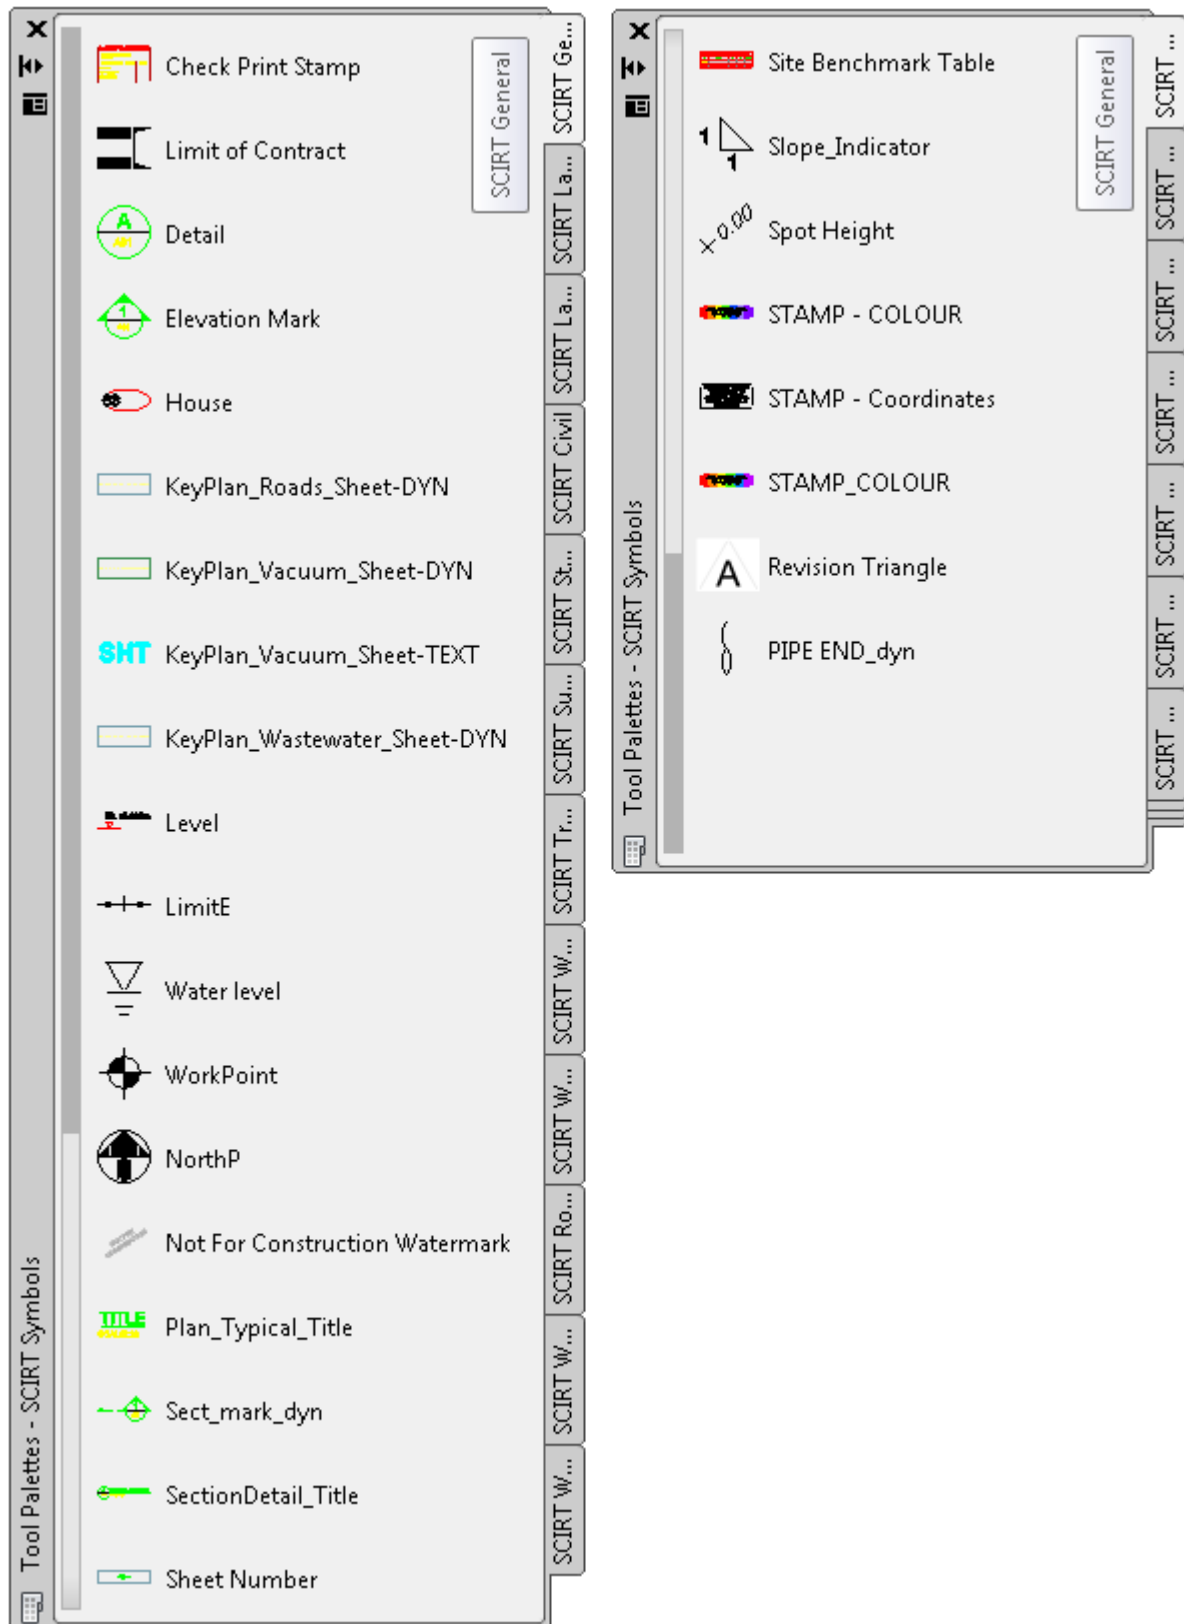 Check Print Stamp
Limit of Contract
A
Detail
1
Elevation Mark
House
KeyPlan_Roads_Sheet-DYN
KeyPlan_Vacuum_Sheet-DYN
SHT KeyPlan_Vacuum_Sheet-TEXT
KeyPlan_Wastewater_Sheet-DYN
Level
LimitE
Water level
WorkPoint
NorthP
Not For Construction Watermark
TITLE
Plan_Typical_Title
Sect_mark_dyn
SectionDetail_Title
Sheet Number
SCIRT General
SCIRT Ge...
SCIRT La...
SCIRT La...
SCIRT Civil
SCIRT St...
SCIRT Su...
SCIRT Tr...
SCIRT W...
SCIRT W...
SCIRT Ro...
SCIRT W...
SCIRT W...
Tool Palettes - SCIRT Symbols
Site Benchmark Table
1
1
Slope_Indicator
0.00
Spot Height
STAMP - COLOUR
STAMP - Coordinates
STAMP_COLOUR
A Revision Triangle
PIPE END_dyn
SCIRT General
SCIRT ...
SCIRT ...
SCIRT ...
SCIRT ...
SCIRT ...
SCIRT ...
SCIRT ...
Tool Palettes - SCIRT Symbols